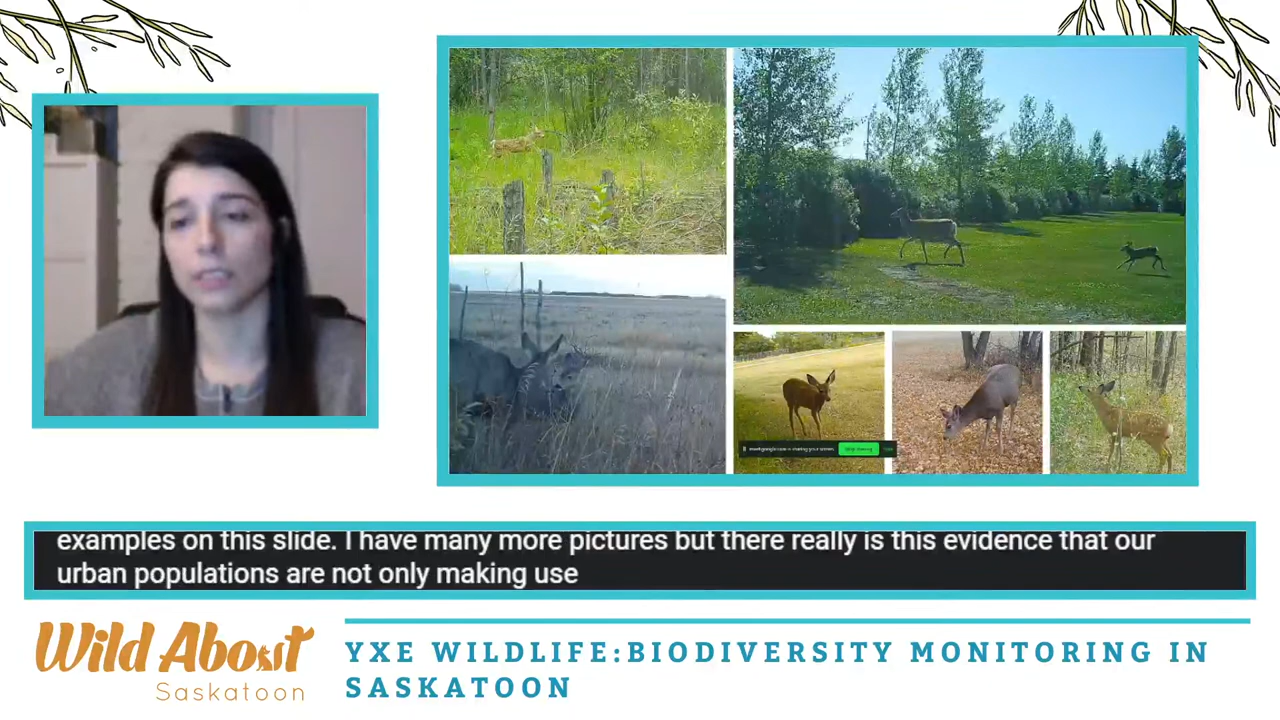 examples on this slide. I have many more pictures but there really is this evidence that our
urban populations are not only making use
Wild About
Saskatoon
YXE WILDLIFE:BIODIVERSITY MONITORING IN
SASKATOON